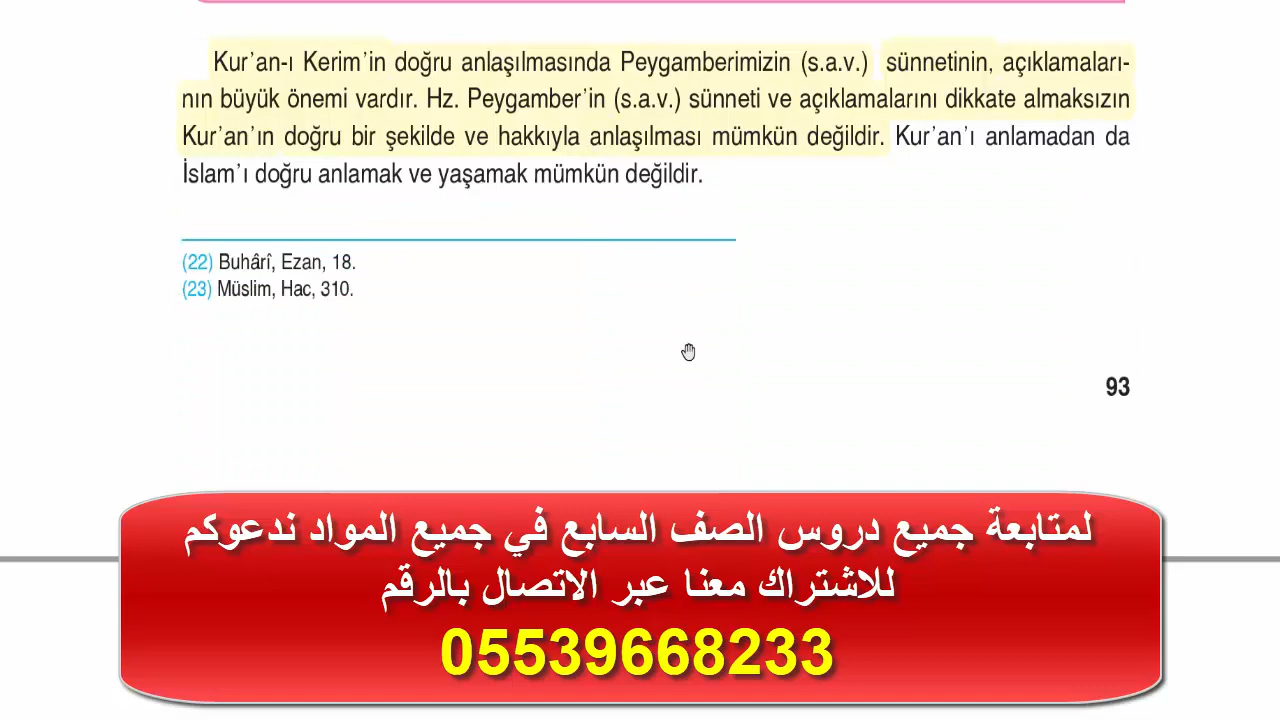 Kur’an-ı Kerim’in doğru anlaşılmasında Peygamberimizin (s.a.v.) sünnetinin, açıklamaları-
nın büyük önemi vardır. Hz. Peygamber’in (s.a.v.) sünneti ve açıklamalarını dikkate almaksızın
Kur’an’ın doğru bir şekilde ve hakkıyla anlaşılması mümkün değildir. Kur’an’ı anlamadan da
İslam’ı doğru anlamak ve yaşamak mümkün değildir.
(22) Buhârî, Ezan, 18.
(23) Müslim, Hac, 310.
93
لمتابعة جميع دروس الصف السابع في جميع المواد ندعوكم
للاشتراك معنا عبر الاتصال بالرقم
05539668233